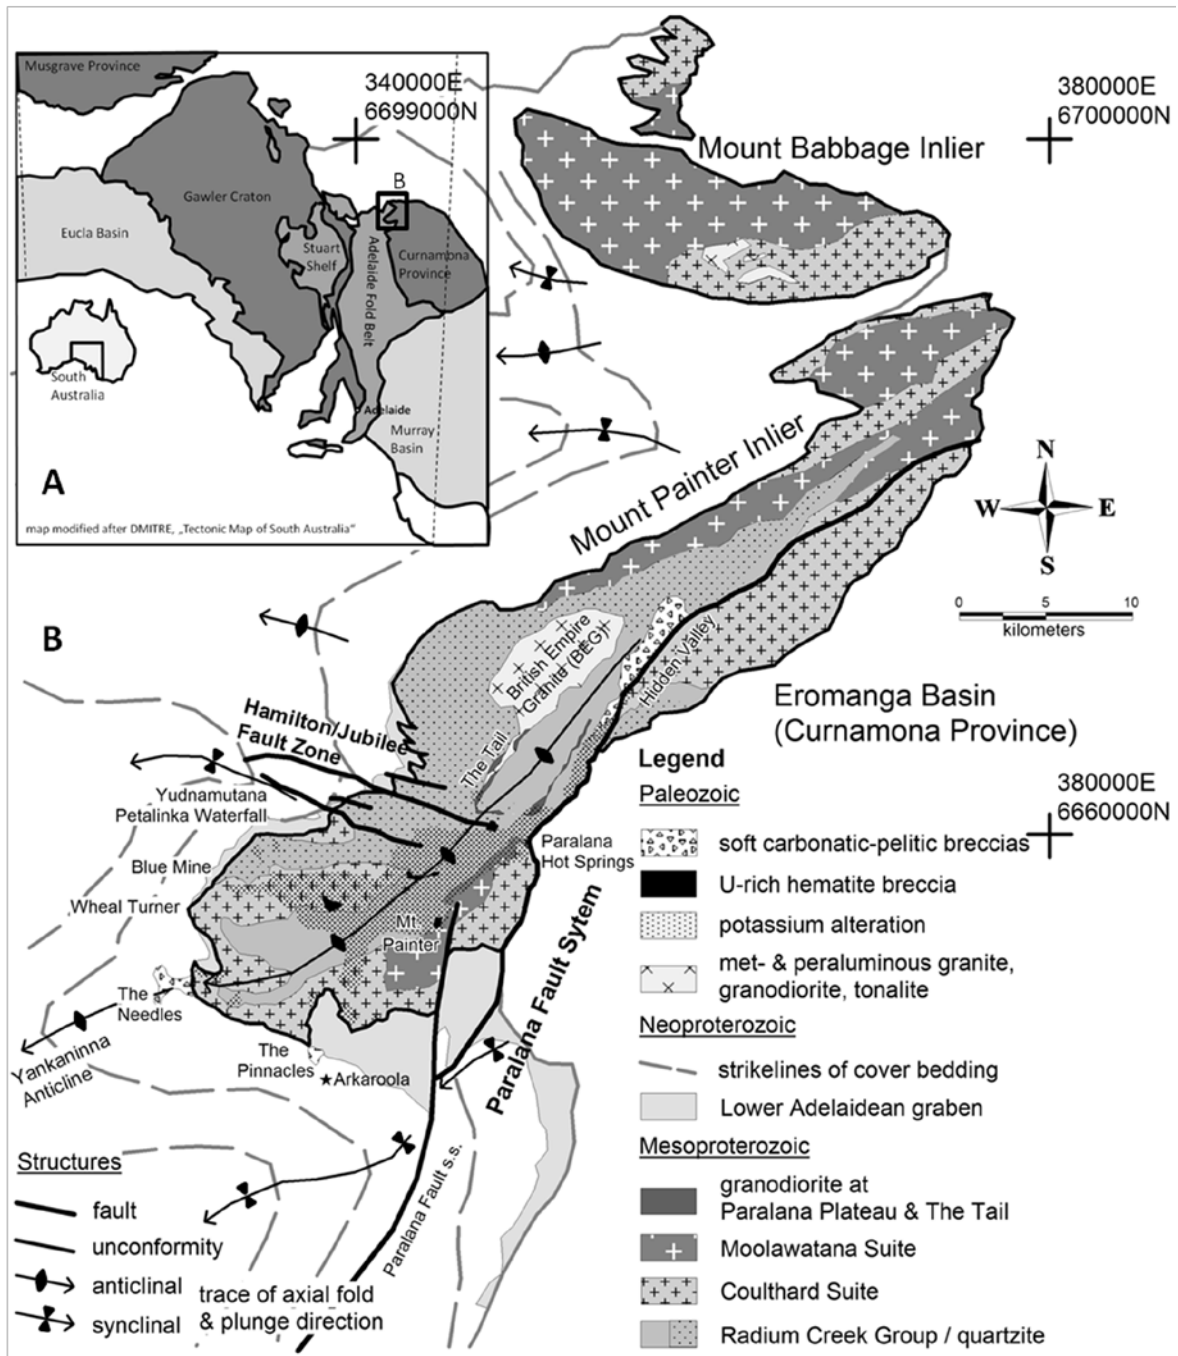 Musgrave Province
Gawler Craton
Eucla Basin
Stuart
Shelf
Adelaide Fold Belt
B
Curnamona
Province
South
Australia
Adelaide
Murray
Basin
A
map modified after DMITRE, „Tectonic Map of South Australia“
340000E
6699000N
380000E
6700000N
Mount Babbage Inlier
Mount Painter Inlier
N
W
E
S
0
5
10
kilometers
B
British Empire
Granite (BEG)
Hidden Valley
Eromanga Basin
(Curnamona Province)
Hamilton/Jubilee
Fault Zone
The Tail
Yudnamutana
Petalinka Waterfall
Blue Mine
Wheal Turner
Paralana
Hot Springs
Mt.
Painter
The
Needles
Yankaninna
Anticline
The
Pinnacles
★Arkaroola
Paralana Fault Sytem
Paralana Fault s.s.
380000E
6660000N
Legend
Paleozoic
soft carbonatic-pelitic breccias
U-rich hematite breccia
potassium alteration
met- & peraluminous granite,
granodiorite, tonalite
Neoproterozoic
strikelines of cover bedding
Lower Adelaidean graben
Mesoproterozoic
granodiorite at
Paralana Plateau & The Tail
Moolawatana Suite
Coulthard Suite
Radium Creek Group / quartzite
Structures
fault
unconformity
anticlinal
synclinal
trace of axial fold
& plunge direction